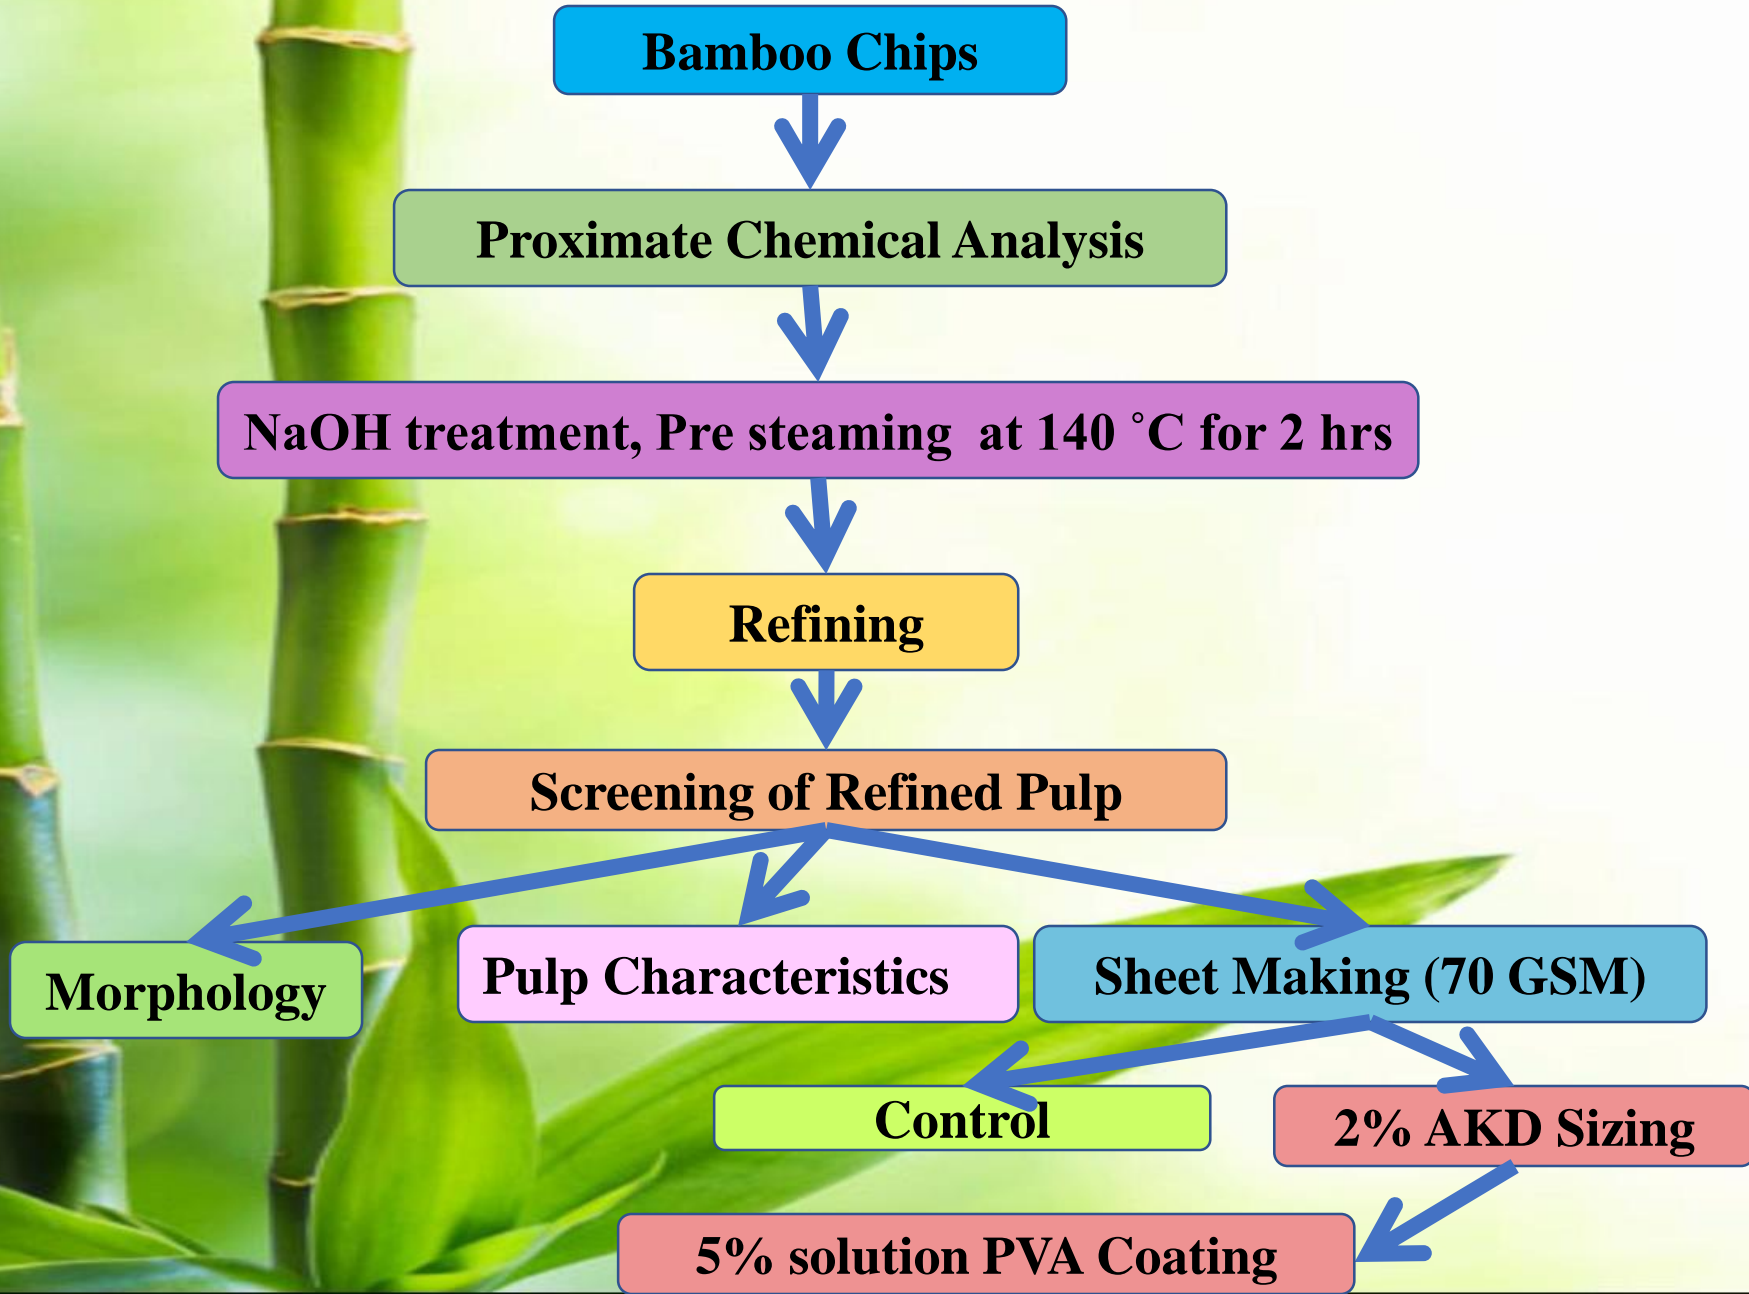 Bamboo Chips
Proximate Chemical Analysis
NaOH treatment, Pre steaming  at 140 ˚C for 2 hrs
Refining
Screening of Refined Pulp
Morphology
Pulp Characteristics
Sheet Making (70 GSM)
Control
2% AKD Sizing
5% solution PVA Coating